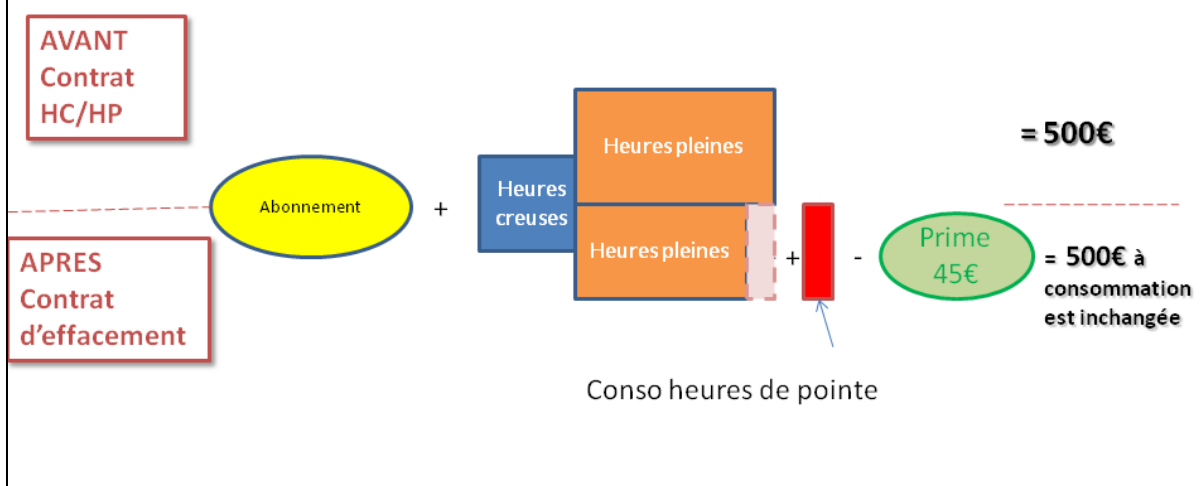 AVANT
Contrat
HC/HP
Heures pleines
= 500€
Abonnement
+
Heures
creuses
Heures pleines
+
-
Prime
45€
= 500€ à
consommation
est inchangée
APRES
Contrat
d'effacement
Conso heures de pointe